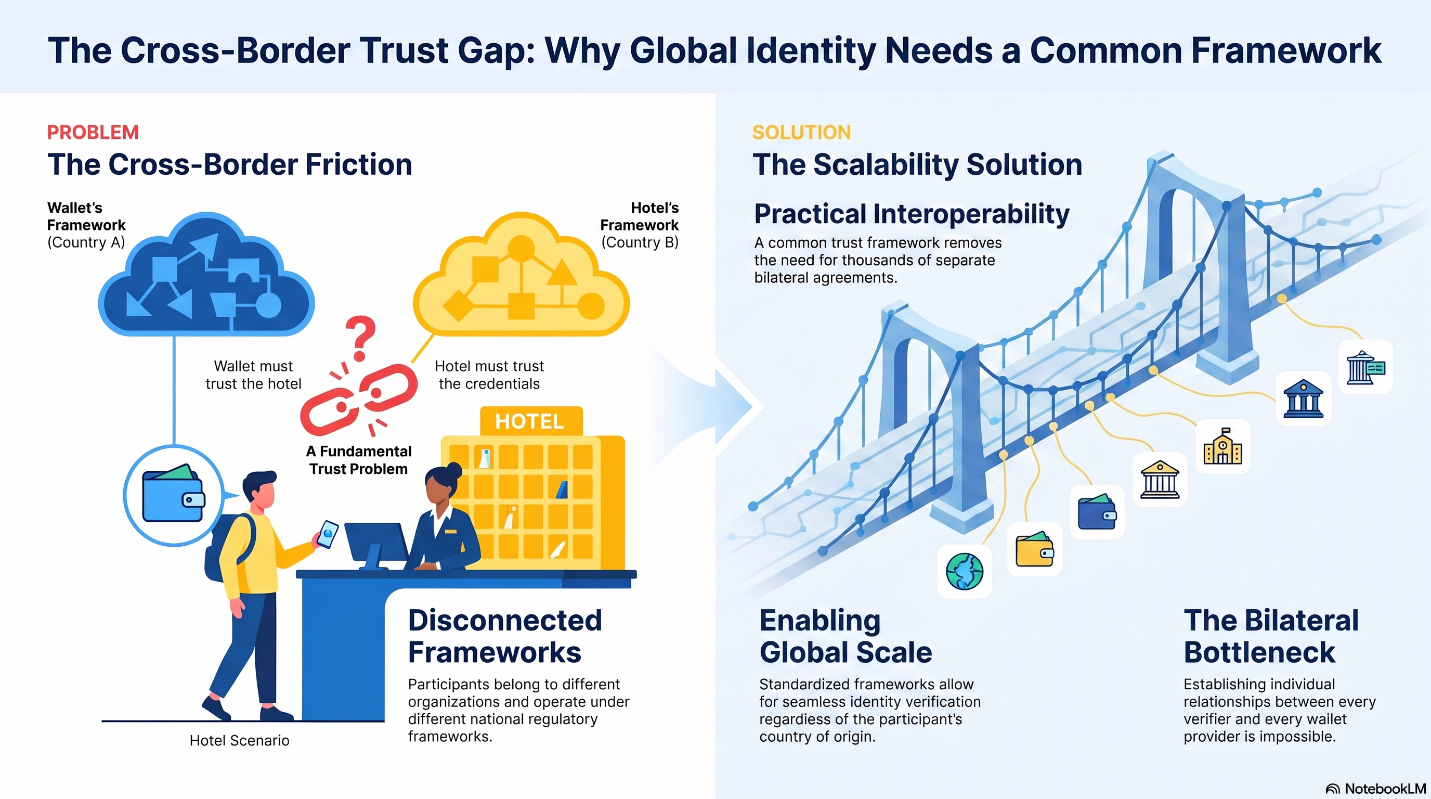 The Cross-Border Trust Gap: Why Global Identity Needs a Common Framework
PROBLEM
The Cross-Border Friction
Wallet's
Framework
(Country A)
Hotel's
Framework
(Country B)
?
Wallet must
trust the hotel
Hotel must trust
the credentials
A Fundamental
Trust Problem
HOTEL
Disconnected
Frameworks
Participants belong to different
organizations and operate under
different national regulatory
frameworks.
Hotel Scenario
SOLUTION
The Scalability Solution
Practical Interoperability
A common trust framework removes
the need for thousands of separate
bilateral agreements.
Enabling
Global Scale
Standardized frameworks allow
for seamless identity verification
regardless of the participant's
country of origin.
The Bilateral
Bottleneck
Establishing individual
relationships between every
verifier and every wallet
provider is impossible.
NotebookLM